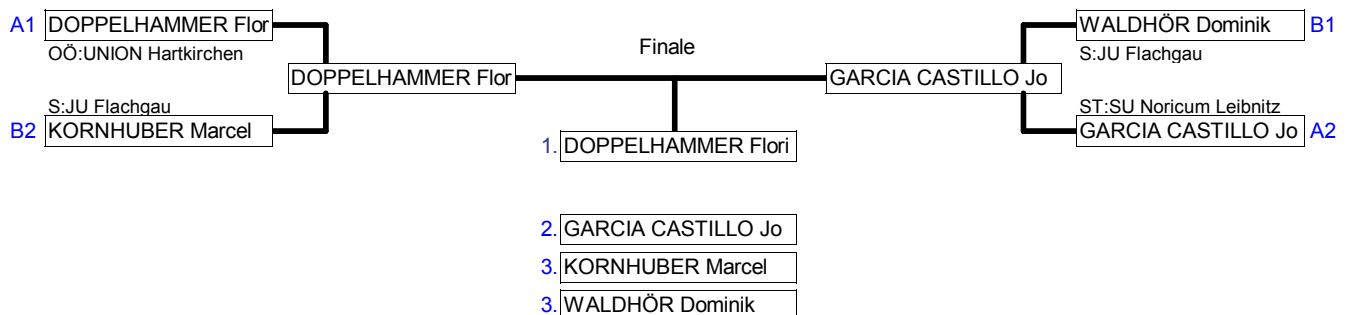 A1 DOPPELHAMMER Flor
OÖ:UNION Hartkirchen
DOPPELHAMMER Flor
S:JU Flachgau
B2 KORNHUBER Marcel
Finale
1. DOPPELHAMMER Flori
2. GARCIA CASTILLO Jo
3. KORNHUBER Marcel
3. WALDHÖR Dominik
WALDHÖR Dominik B1
S:JU Flachgau
GARCIA CASTILLO Jo
ST:SU Noricum Leibnitz
GARCIA CASTILLO Jo A2